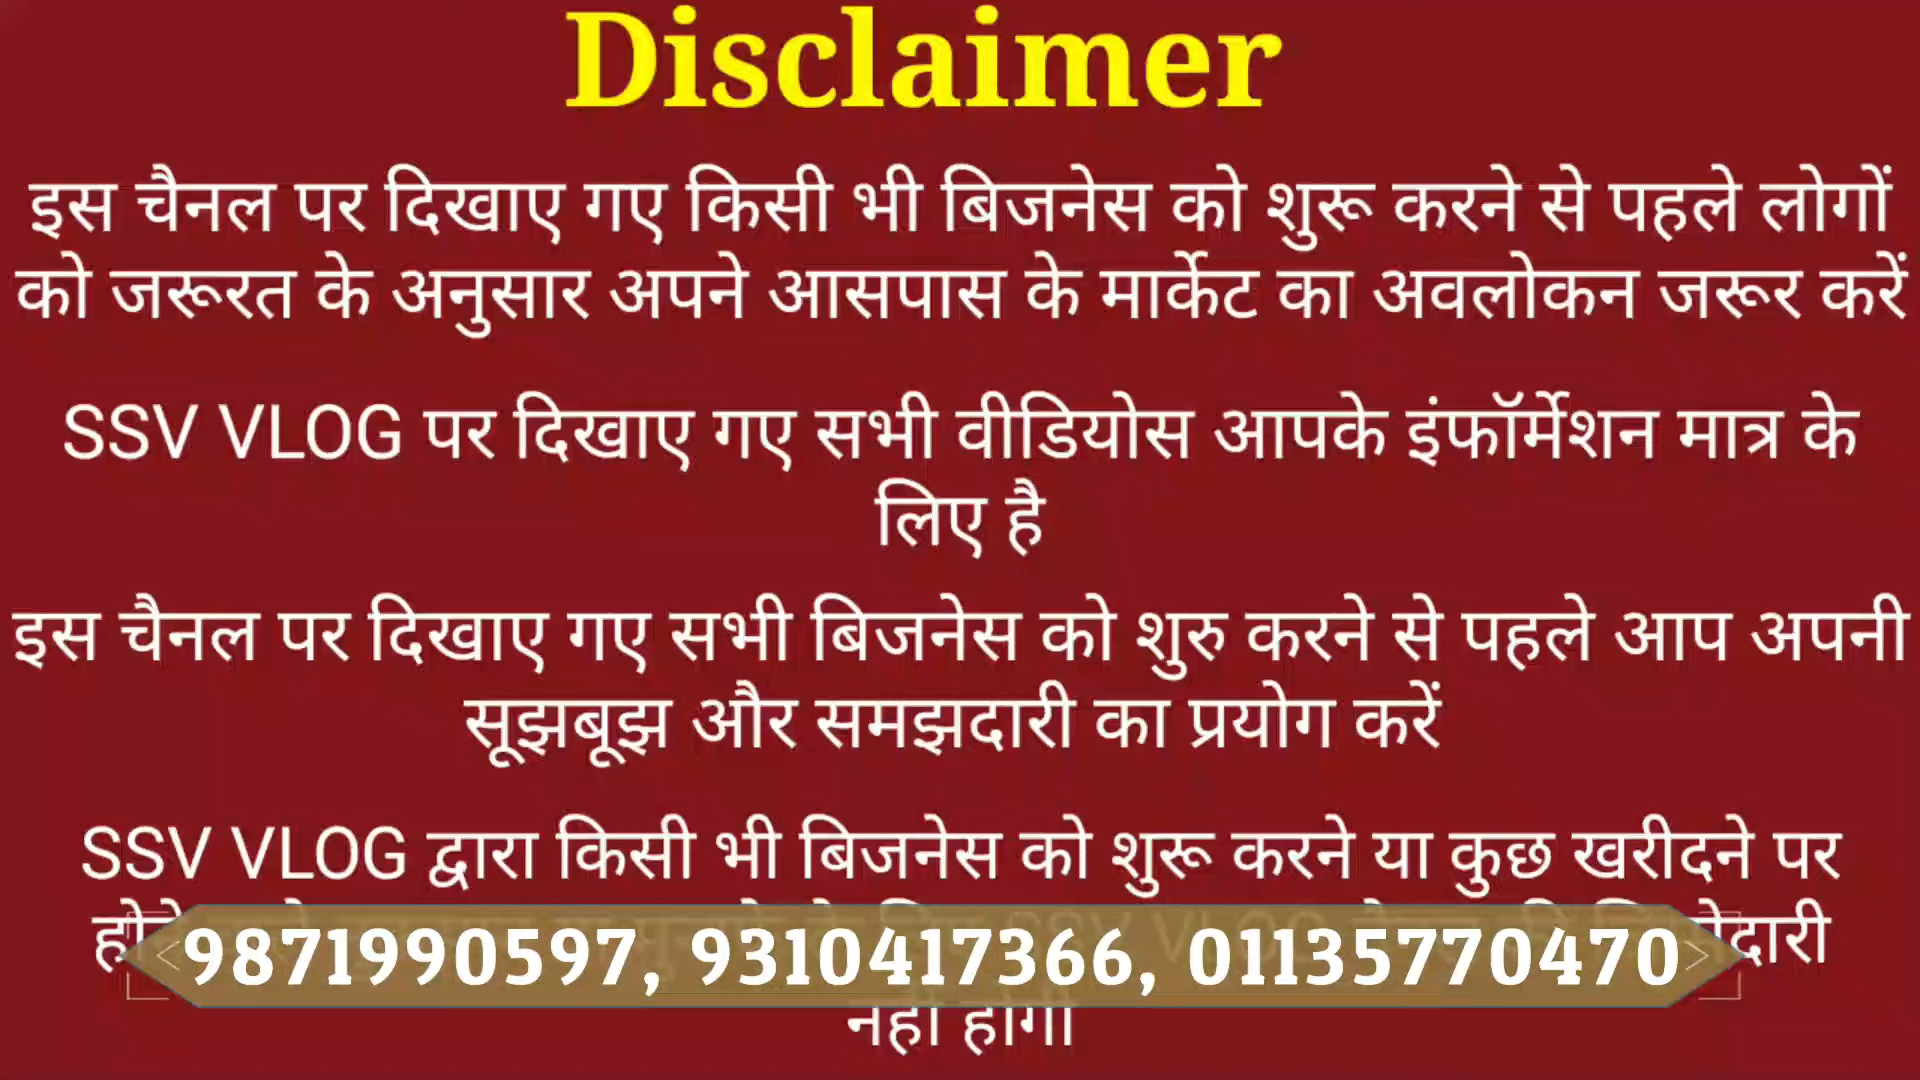 Disclaimer
इस चैनल पर दिखाए गए किसी भी बिजनेस को शुरू करने से पहले लोगों
को जरूरत के अनुसार अपने आसपास के मार्केट का अवलोकन जरूर करें
SSV VLOG पर दिखाए गए सभी वीडियोस आपके इंफॉर्मेशन मात्र के
लिए है
इस चैनल पर दिखाए गए सभी बिजनेस को शुरु करने से पहले आप अपनी
सूझबूझ और समझदारी का प्रयोग करें
SSV VLOG द्वारा किसी भी बिजनेस को शुरू करने या कुछ खरीदने पर
9871990597, 9310417366, 01135770470
नहीं होगी